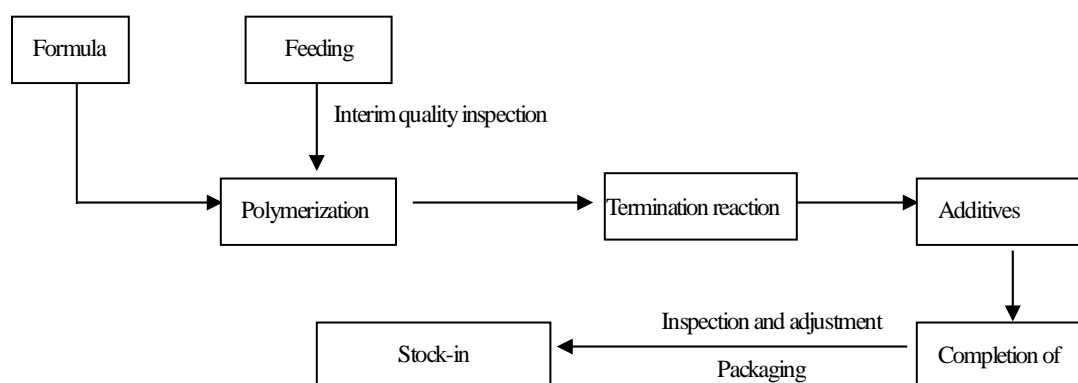 Formula
Feeding
Interim quality inspection
Polymerization
Termination reaction
Additives
Inspection and adjustment
Packaging
Stock-in
Completion of